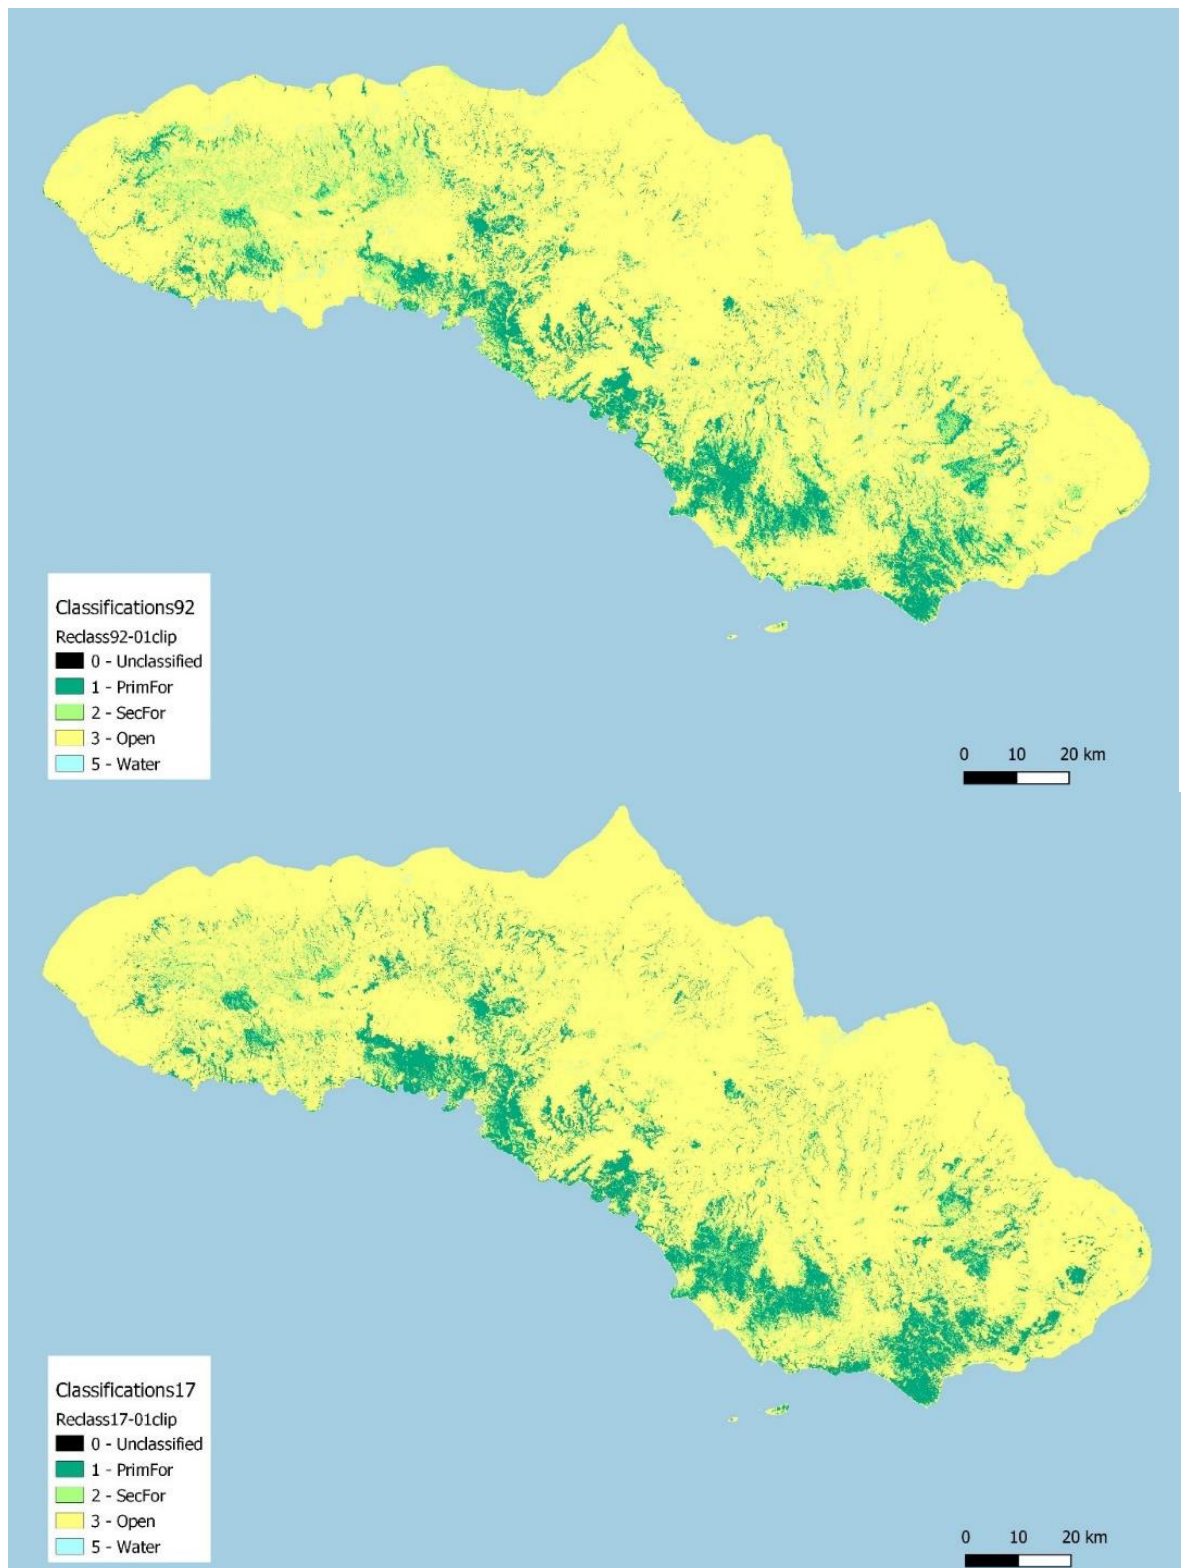 Classifications92
Reclass92-01clip
0 - Unclassified
1 - PrimFor
2 - SecFor
3 - Open
5 - Water
0 10 20 km
Classifications17
Reclass17-01clip
0 - Unclassified
1 - PrimFor
2 - SecFor
3 - Open
5 - Water
0 10 20 km